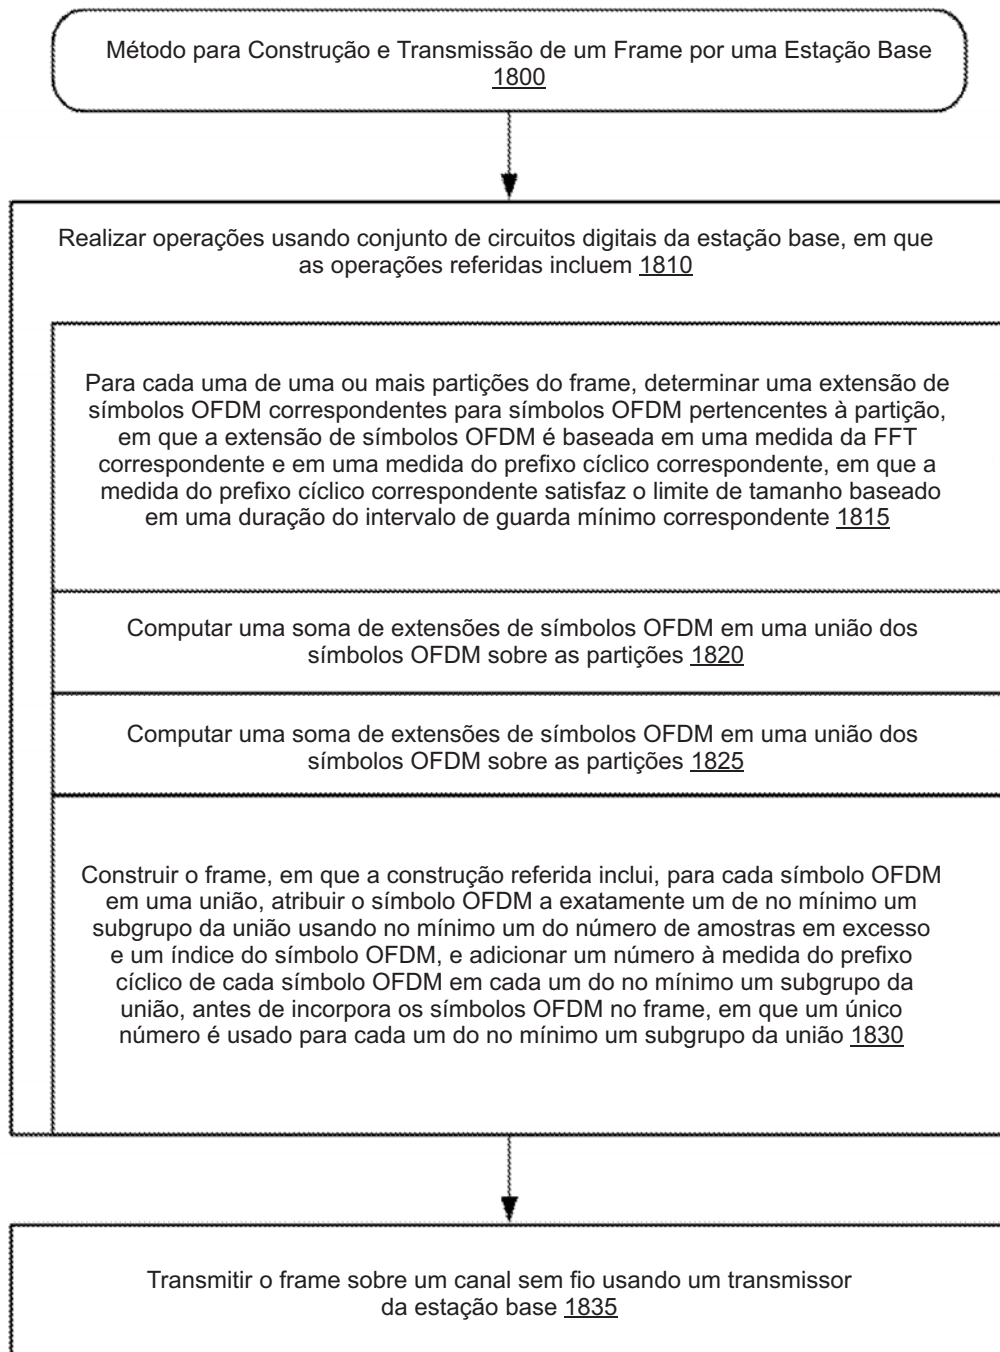 Método para Construção e Transmissão de um Frame por uma Estação Base
1800
Realizar operações usando conjunto de circuitos digitais da estação base, em que
as operações referidas incluem 1810
Para cada uma de uma ou mais partições do frame, determinar uma extensão de
símbolos OFDM correspondentes para símbolos OFDM pertencentes à partição,
em que a extensão de símbolos OFDM é baseada em uma medida da FFT
correspondente e em uma medida do prefixo cíclico correspondente, em que a
medida do prefixo cíclico correspondente satisfaz o limite de tamanho baseado
em uma duração do intervalo de guarda mínimo correspondente 1815
Computar uma soma de extensões de símbolos OFDM em uma união dos
símbolos OFDM sobre as partições 1820
Computar uma soma de extensões de símbolos OFDM em uma união dos
símbolos OFDM sobre as partições 1825
Construir o frame, em que a construção referida inclui, para cada símbolo OFDM
em uma união, atribuir o símbolo OFDM a exatamente um de no mínimo um
subgrupo da união usando no mínimo um do número de amostras em excesso
e um índice do símbolo OFDM, e adicionar um número à medida do prefixo
cíclico de cada símbolo OFDM em cada um do no mínimo um subgrupo da
união, antes de incorpora os símbolos OFDM no frame, em que um único
número é usado para cada um do no mínimo um subgrupo da união 1830
Transmitir o frame sobre um canal sem fio usando um transmissor
da estação base 1835